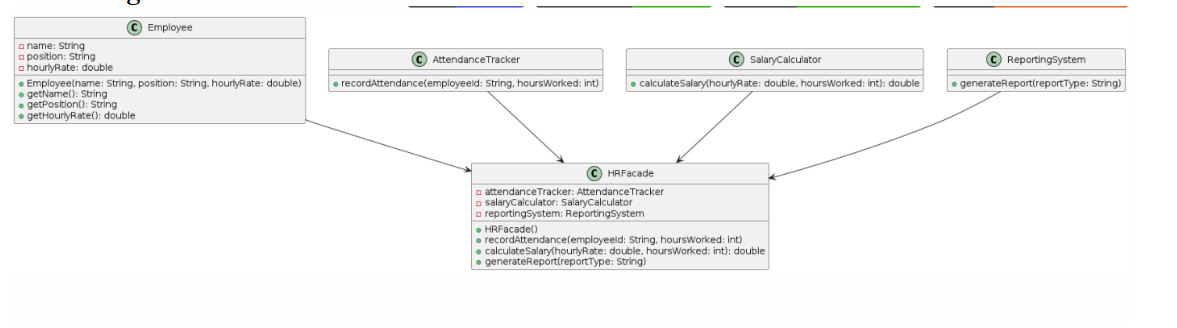 Employee
name: String
position: String
hourlyRate: double
Employee(name: String, position: String, hourlyRate: double)
getName(): String
getPosition(): String
getHourlyRate(): double
AttendanceTracker
recordAttendance(employeeId: String, hoursWorked: int)
SalaryCalculator
calculateSalary(hourlyRate: double, hoursWorked: int): double
ReportingSystem
generateReport(reportType: String)
HRFacade
attendanceTracker: AttendanceTracker
salaryCalculator: SalaryCalculator
reportingSystem: ReportingSystem
HRFacade()
recordAttendance(employeeId: String, hoursWorked: int)
calculateSalary(hourlyRate: double, hoursWorked: int): double
generateReport(reportType: String)